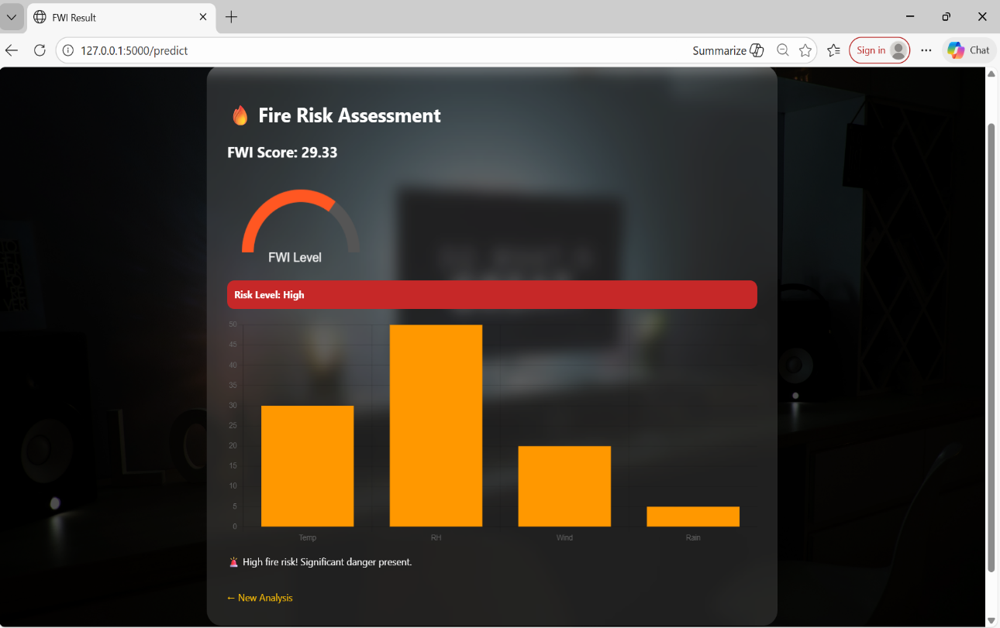 FWI Result
127.0.0.1:5000/predict
Summarize
Sign in
Chat
Fire Risk Assessment
FWI Score: 29.33
FWI Level
Risk Level: High
50
45
40
35
30
25
20
15
10
5
0
Temp RH Wind Rain
High fire risk! Significant danger present.
← New Analysis